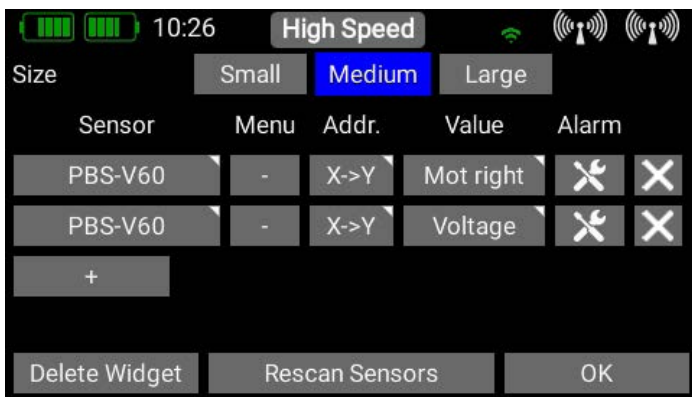 10:26 High Speed
Size Small Medium Large
Sensor Menu Addr. Value Alarm
PBS-V60 - X->Y Mot right
PBS-V60 - X->Y Voltage
+
Delete Widget Rescan Sensors OK